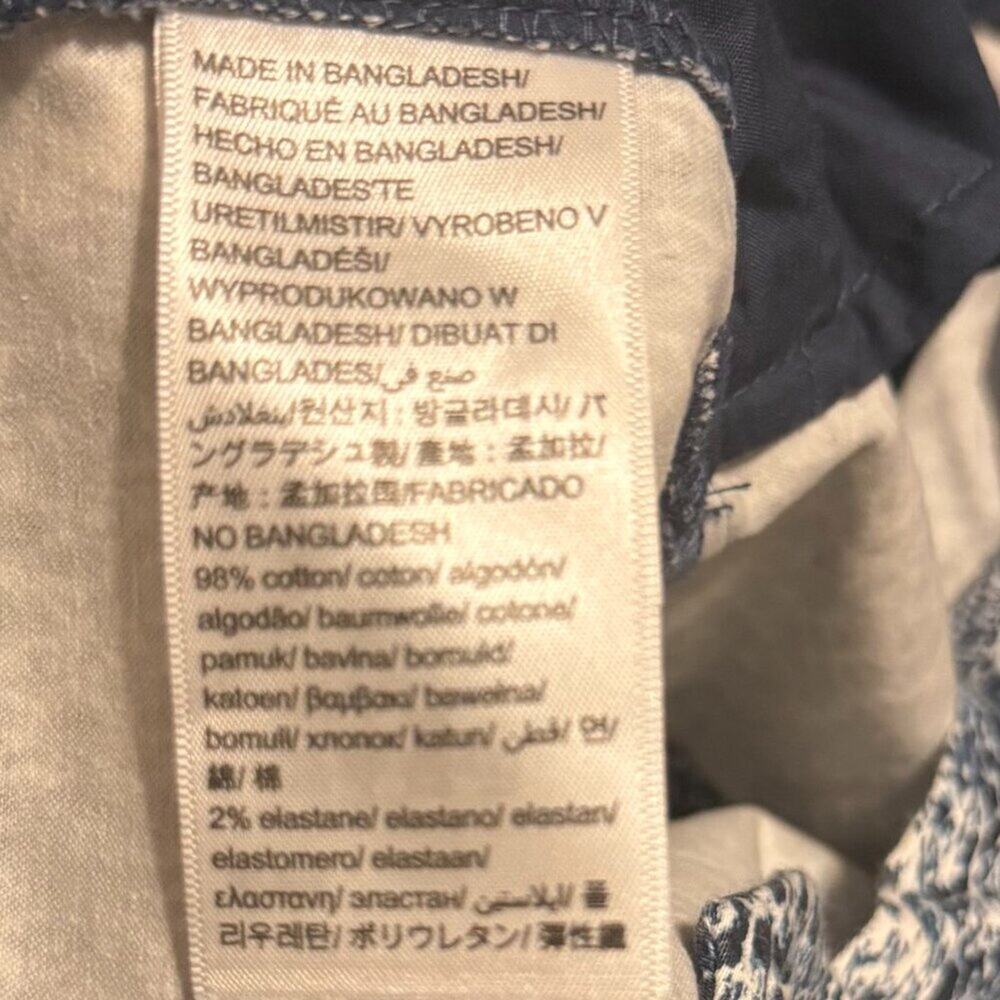 MADE IN BANGLADESH/
FABRIQUÉ AU BANGLADESH/
HECHO EN BANGLADESH/
BANGLADES'TE
URETILMISTIR/ VYROBENO V
BANGLADÉŠI/
WYPRODUKOWANO W
BANGLADESH/ DIBUAT DI
BANGLADES/صنع في
بنغلادش/원산지 : 방글라데시/ バ
ングラデシュ製/ 產地 : 孟加拉/
产地 : 孟加拉国/FABRICADO
NO BANGLADESH
98% cotton/ coton/ algodón/
algodão/ baumwolle/ cotone/
pamuk/ bavlna/ bomuld/
katoen/ βαμβακι/ bawelna/
bomull/ хлопок/ katun/ قطن/ 면/
綿/ 棉
2% elastane/ elastano/ elastan/
elastomero/ elastaan/
ελαστανη/ эластан/ إيلاستين/ 폴
리우레탄/ ポリウレタン/ 彈性纖